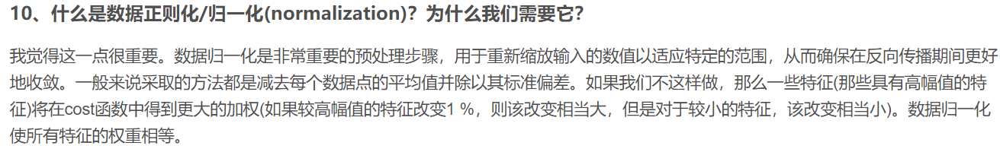 10、什么是数据正则化/归一化(normalization)？为什么我们需要它？
我觉得这一点很重要。数据归一化是非常重要的预处理步骤，用于重新缩放输入的数值以适应特定的范围，从而确保在反向传播期间更好
地收敛。一般来说采取的方法都是减去每个数据点的平均值并除以其标准偏差。如果我们不这样做，那么一些特征(那些具有高幅值的特
征)将在cost函数中得到更大的加权(如果较高幅值的特征改变1 %，则该改变相当大，但是对于较小的特征，该改变相当小)。数据归一化
使所有特征的权重相等。